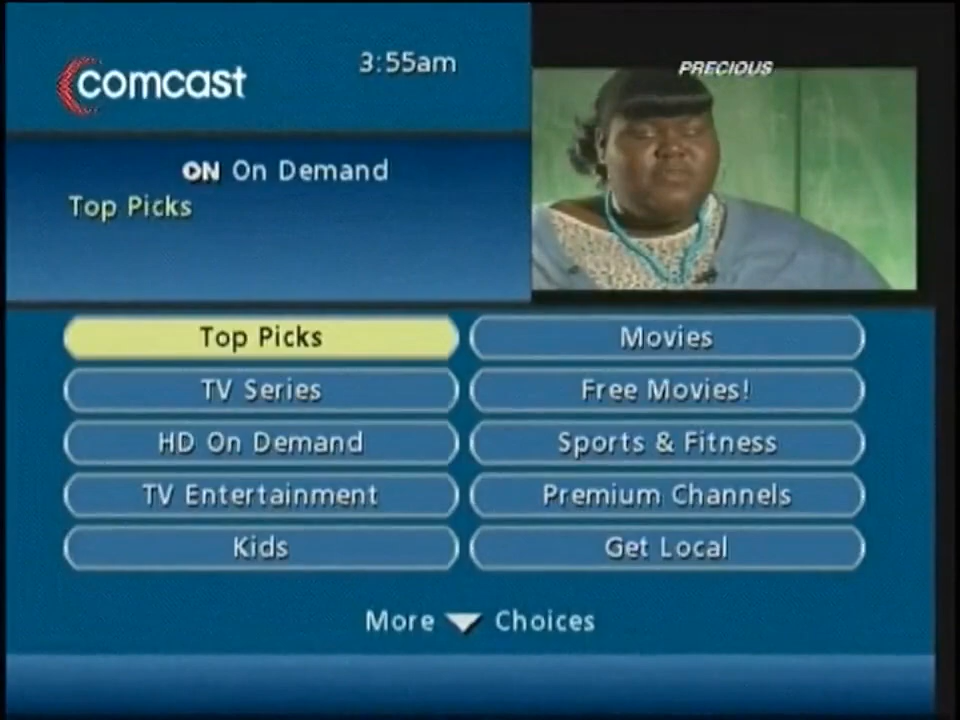 comcast
3:55am
PRECIOUS
ON On Demand
Top Picks
Top Picks
Movies
TV Series
Free Movies!
HD On Demand
Sports & Fitness
TV Entertainment
Premium Channels
Kids
Get Local
More Choices